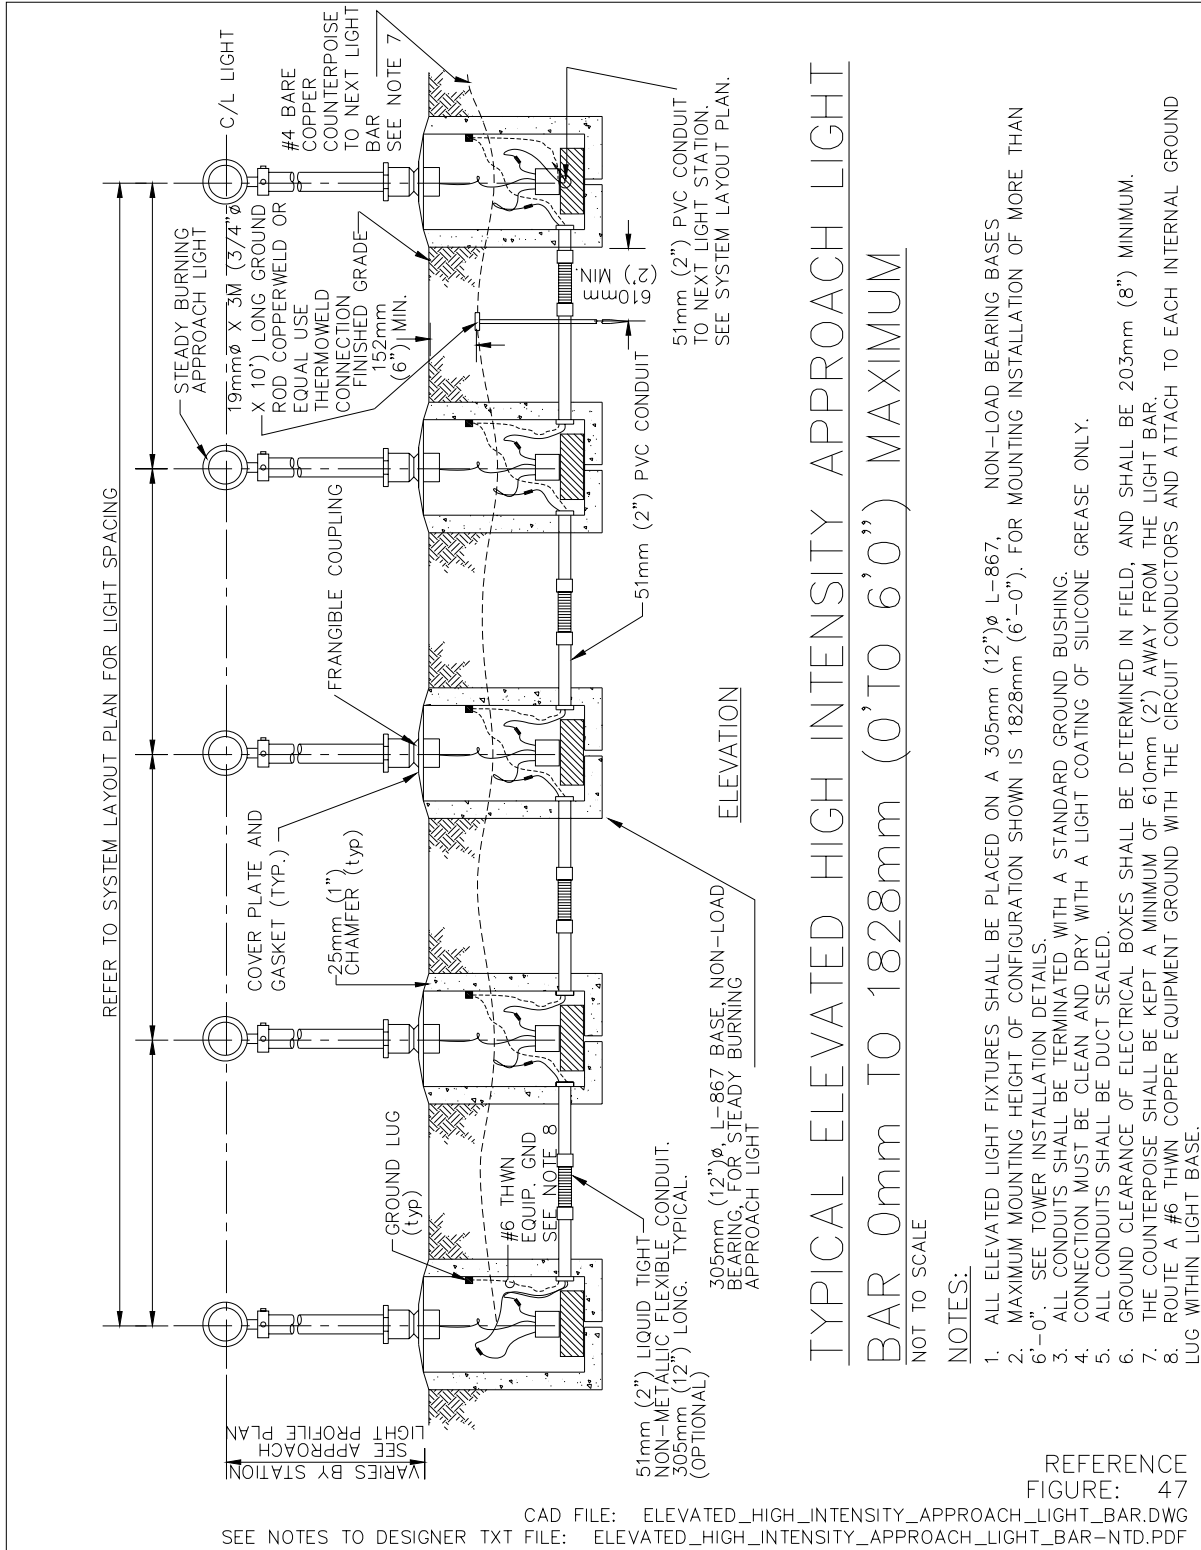 REFER TO SYSTEM LAYOUT PLAN FOR LIGHT SPACING
C/L LIGHT
STEADY BURNING
APPROACH LIGHT
#4 BARE
COPPER
COUNTERPOISE
TO NEXT LIGHT
BAR
SEE NOTE 7
19mmø X 3M (3/4"ø
X 10') LONG GROUND
ROD COPPERWELD OR
EQUAL USE
THERMOWELD
CONNECTION
FINISHED GRADE
152mm
(6") MIN.
610mm
(2') MIN.
FRANGIBLE COUPLING
COVER PLATE AND
GASKET (TYP.)
25mm (1")
CHAMFER (typ)
GROUND LUG
(typ)
#6 THWN
EQUIP. GND
SEE NOTE 8
VARIES BY STATION
SEE APPROACH
LIGHT PROFILE PLAN
51mm (2") LIQUID TIGHT
NON-METALLIC FLEXIBLE CONDUIT.
305mm (12") LONG. TYPICAL.
(OPTIONAL)
305mm (12")ø, L-867 BASE, NON-LOAD
BEARING, FOR STEADY BURNING
APPROACH LIGHT
51mm (2") PVC CONDUIT
51mm (2") PVC CONDUIT
TO NEXT LIGHT STATION.
SEE SYSTEM LAYOUT PLAN.
ELEVATION
TYPICAL ELEVATED HIGH INTENSITY APPROACH LIGHT
BAR 0mm TO 1828mm (0'TO 6'0") MAXIMUM
NOT TO SCALE
NOTES:
1. ALL ELEVATED LIGHT FIXTURES SHALL BE PLACED ON A 305mm (12")ø L-867, NON-LOAD BEARING BASES
2. MAXIMUM MOUNTING HEIGHT OF CONFIGURATION SHOWN IS 1828mm (6'-0"). FOR MOUNTING INSTALLATION OF MORE THAN
6'-0". SEE TOWER INSTALLATION DETAILS.
3. ALL CONDUITS SHALL BE TERMINATED WITH A STANDARD GROUND BUSHING.
4. CONNECTION MUST BE CLEAN AND DRY WITH A LIGHT COATING OF SILICONE GREASE ONLY.
5. ALL CONDUITS SHALL BE DUCT SEALED.
6. GROUND CLEARANCE OF ELECTRICAL BOXES SHALL BE DETERMINED IN FIELD, AND SHALL BE 203mm (8") MINIMUM.
7. THE COUNTERPOISE SHALL BE KEPT A MINIMUM OF 610mm (2') AWAY FROM THE LIGHT BAR.
8. ROUTE A #6 THWN COPPER EQUIPMENT GROUND WITH THE CIRCUIT CONDUCTORS AND ATTACH TO EACH INTERNAL GROUND
LUG WITHIN LIGHT BASE.
REFERENCE
FIGURE: 47
CAD FILE: ELEVATED_HIGH_INTENSITY_APPROACH_LIGHT_BAR.DWG
SEE NOTES TO DESIGNER TXT FILE: ELEVATED_HIGH_INTENSITY_APPROACH_LIGHT_BAR-NTD.PDF